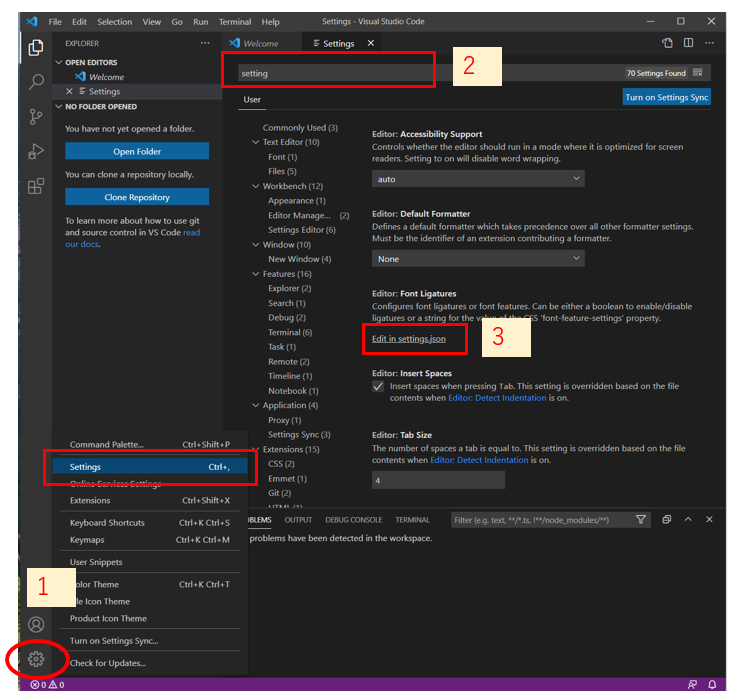 File Edit Selection View Go Run Terminal Help Settings - Visual Studio Code
EXPLORER
OPEN EDITORS
Welcome
Settings
NO FOLDER OPENED
You have not yet opened a folder.
Open Folder
You can clone a repository locally.
Clone Repository
To learn more about how to use git
and source control in VS Code read
our docs.
Welcome Settings
setting
70 Settings Found
2
Turn on Settings Sync
User
Commonly Used (3)
Text Editor (10)
Font (1)
Files (5)
Workbench (12)
Appearance (1)
Editor Manage... (2)
Settings Editor (6)
Window (10)
New Window (4)
Features (16)
Explorer (2)
Search (1)
Debug (2)
Terminal (6)
Task (1)
Remote (2)
Timeline (1)
Notebook (1)
Application (4)
Proxy (1)
Settings Sync (3)
Extensions (15)
CSS (2)
Emmet (1)
Git (2)
HTML (1)
Editor: Accessibility Support
Controls whether the editor should run in a mode where it is optimized for screen
readers. Setting to on will disable word wrapping.
auto
Editor: Default Formatter
Defines a default formatter which takes precedence over all other formatter settings.
Must be the identifier of an extension contributing a formatter.
None
Editor: Font Ligatures
Configures font ligatures or font features. Can be either a boolean to enable/disable
ligatures or a string for the value of the CSS 'font-feature-settings' property.
Edit in settings.json
3
Editor: Insert Spaces
Insert spaces when pressing Tab. This setting is overridden based on the file
contents when Editor: Detect Indentation is on.
Editor: Tab Size
The number of spaces a tab is equal to. This setting is overridden based on the file
contents when Editor: Detect Indentation is on.
4
Command Palette... Ctrl+Shift+P
Settings Ctrl+,
Online Services Settings
Extensions Ctrl+Shift+X
Keyboard Shortcuts Ctrl+K Ctrl+S
Keymaps Ctrl+K Ctrl+M
User Snippets
olor Theme Ctrl+K Ctrl+T
le Icon Theme
Product Icon Theme
Turn on Settings Sync...
Check for Updates...
1
BLEMS OUTPUT DEBUG CONSOLE TERMINAL Filter (e.g. text, **/*.ts, !**/node_modules/**)
problems have been detected in the workspace.
0 0